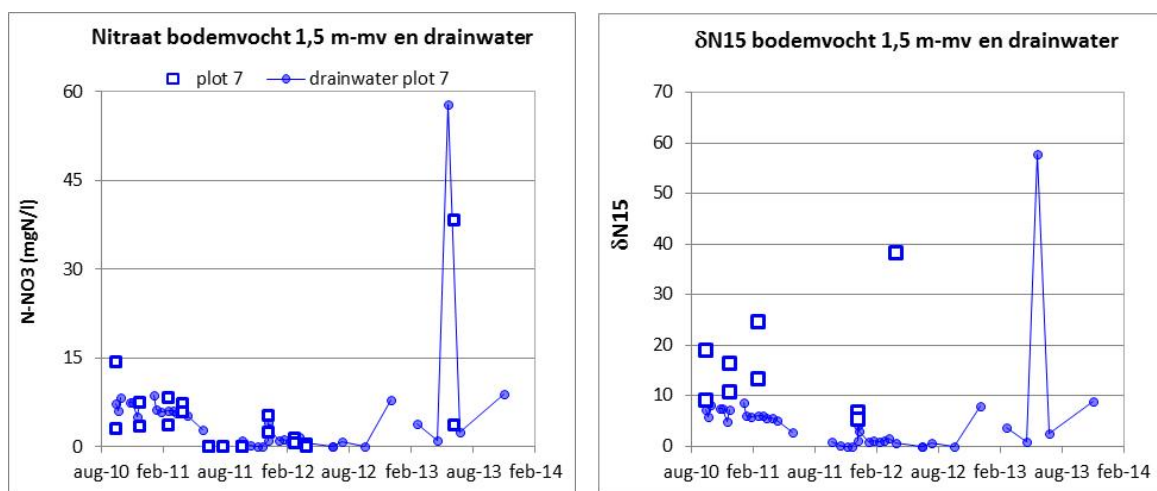 Nitraat bodemvocht 1,5 m-mv en drainwater
plot 7 drainwater plot 7
60
45
30
15
0
N-NO3 (mgN/l)
aug-10 feb-11 aug-11 feb-12 aug-12 feb-13 aug-13 feb-14
δN15 bodemvocht 1,5 m-mv en drainwater
70
60
50
40
30
20
10
0
δN15
aug-10 feb-11 aug-11 feb-12 aug-12 feb-13 aug-13 feb-14